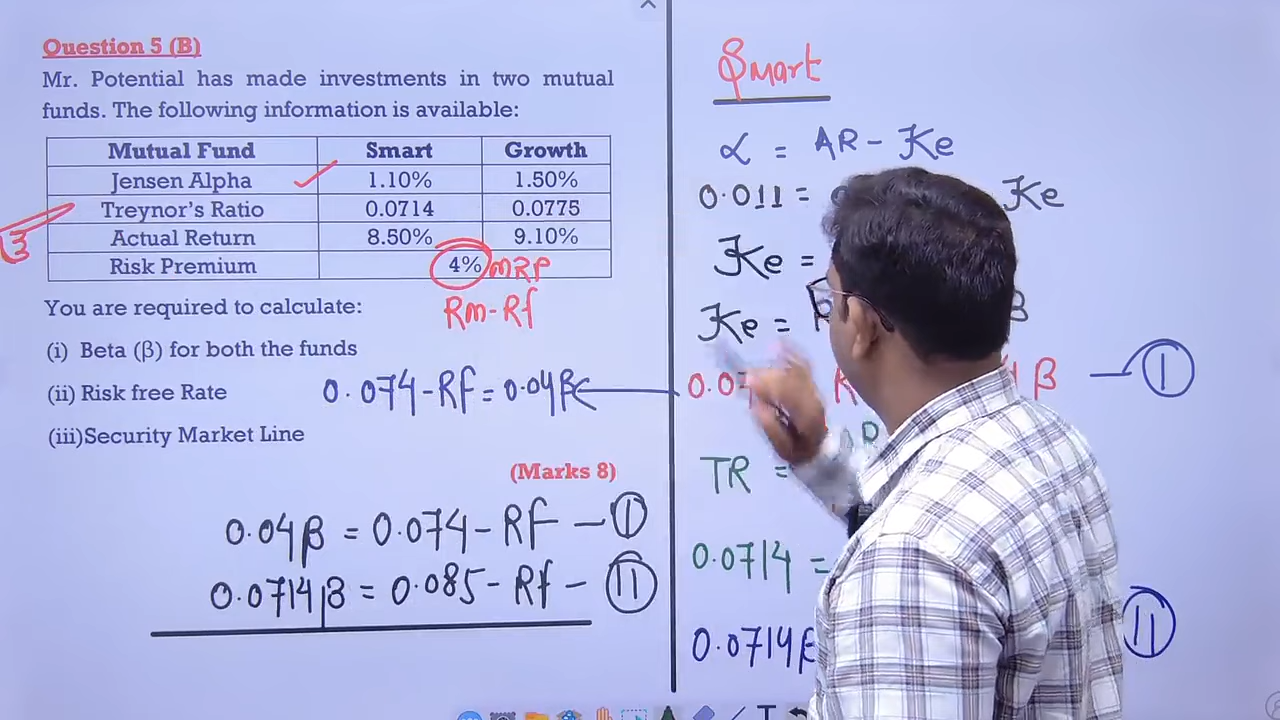 Question 5 (B)
Mr. Potential has made investments in two mutual
funds. The following information is available:
Mutual Fund Smart Growth
Jensen Alpha 1.10% 1.50%
Treynor's Ratio 0.0714 0.0775
Actual Return 8.50% 9.10%
Risk Premium 4% MRP
Rm-Rf
You are required to calculate:
(i) Beta (β) for both the funds
(ii) Risk free Rate
(iii)Security Market Line
(Marks 8)
0.074-Rf = 0.04β
0.04β = 0.074-Rf - I
0.0714β = 0.085-Rf - II
Smart
α = AR - Ke
0.011 = Ke
Ke =
Ke = β
0.07 R β - I
TR = AR
0.0714 =
0.0714β II